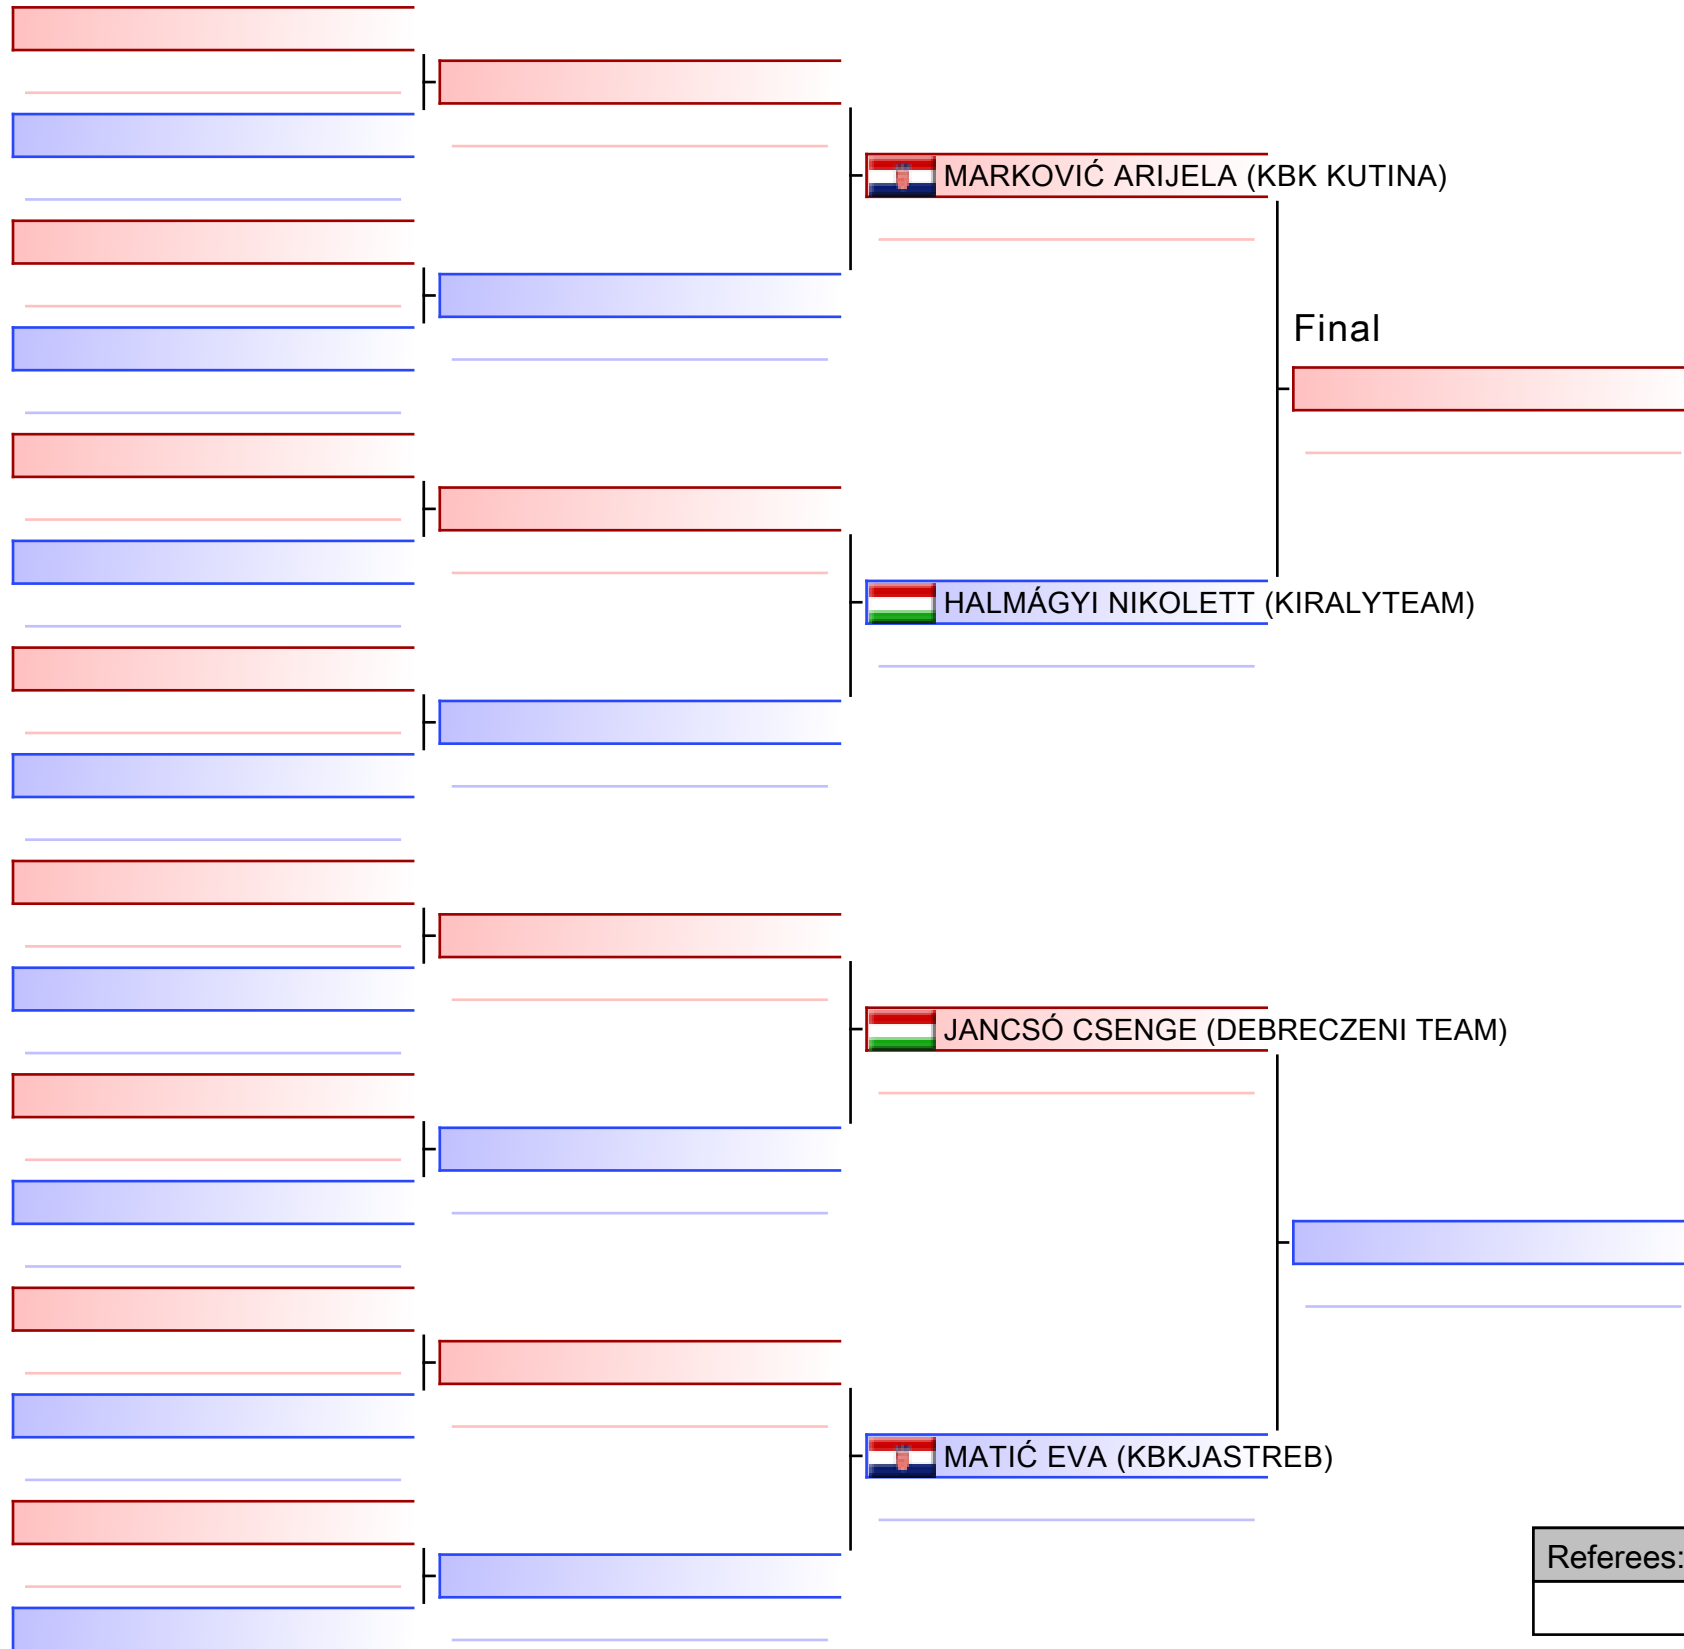 MARKOVIĆ ARIJELA (KBK KUTINA)
Final
HALMÁGYI NIKOLETT (KIRALYTEAM)
JANCSÓ CSENGE (DEBRECZENI TEAM)
MATIĆ EVA (KBKJASTREB)
Referees: